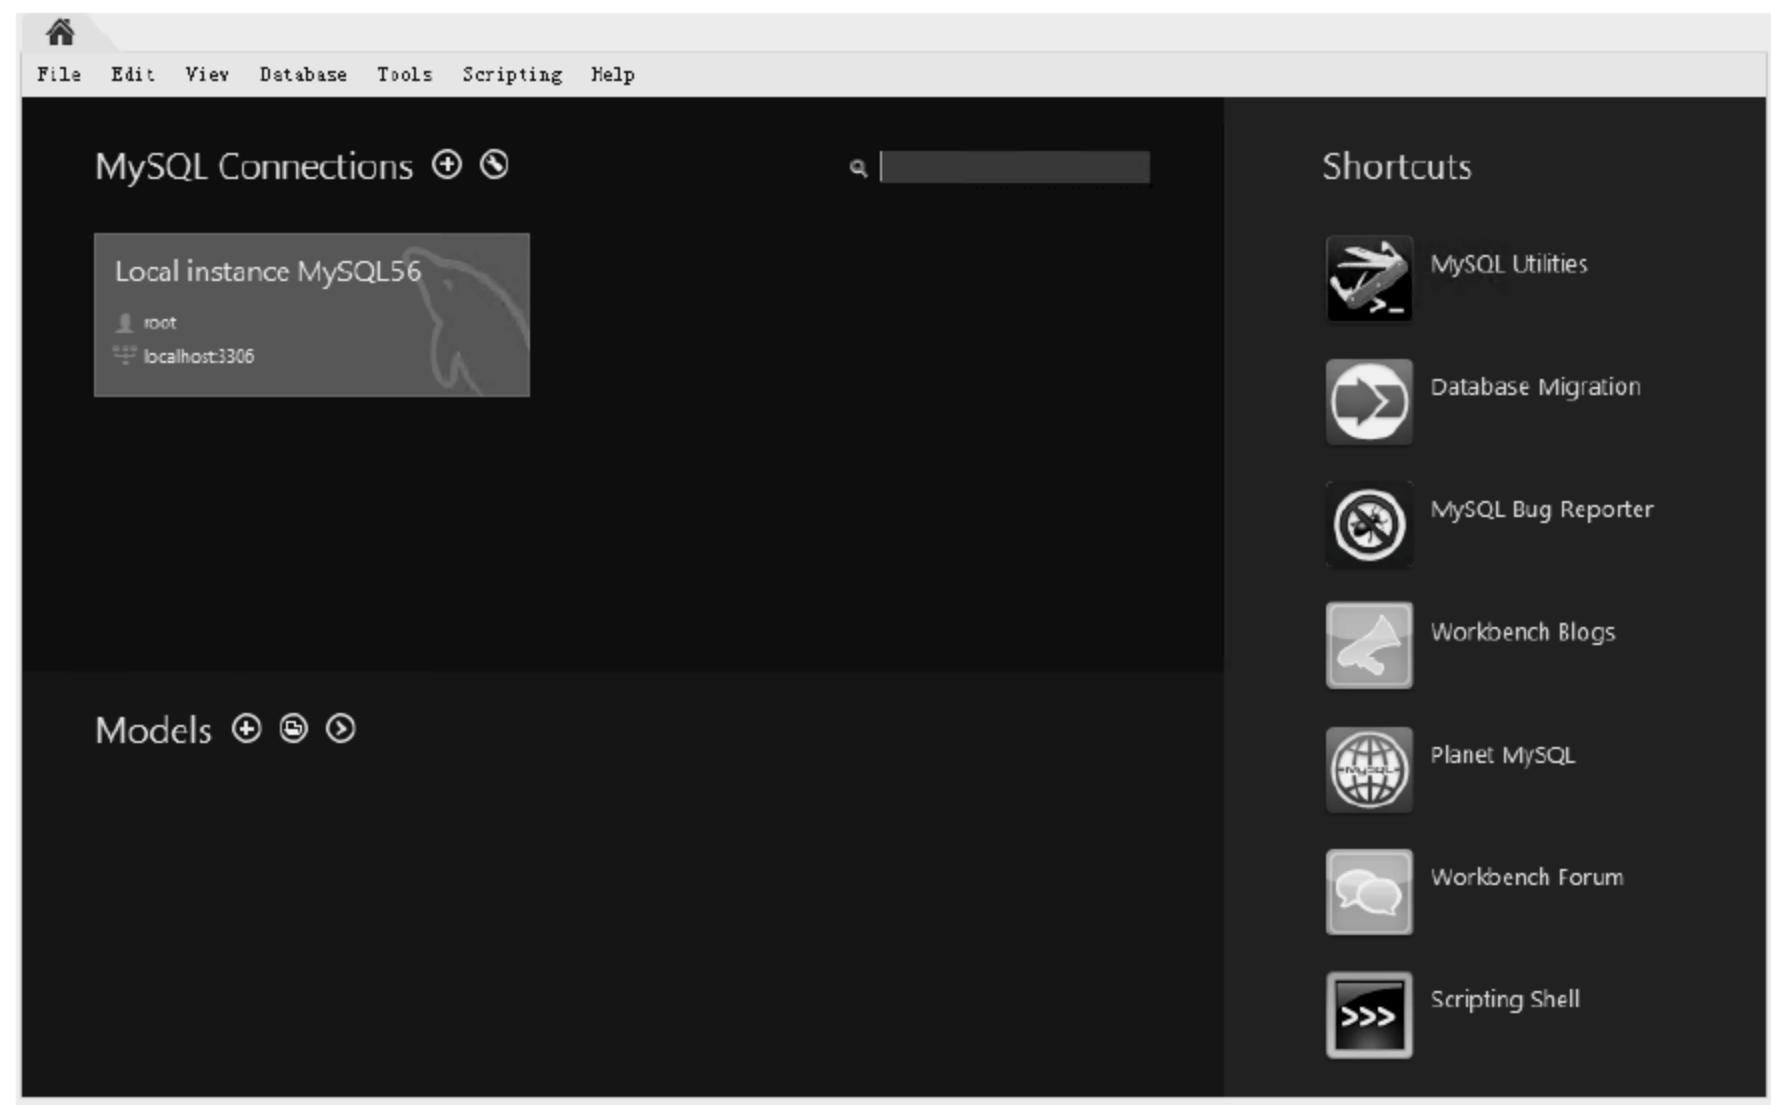 File Edit View Database Tools Scripting Help
MySQL Connections
Local instance MySQL56
root
localhost:3306
Models
Shortcuts
MySQL Utilities
Database Migration
MySQL Bug Reporter
Workbench Blogs
MySQL
Planet MySQL
Workbench Forum
>>>
Scripting Shell